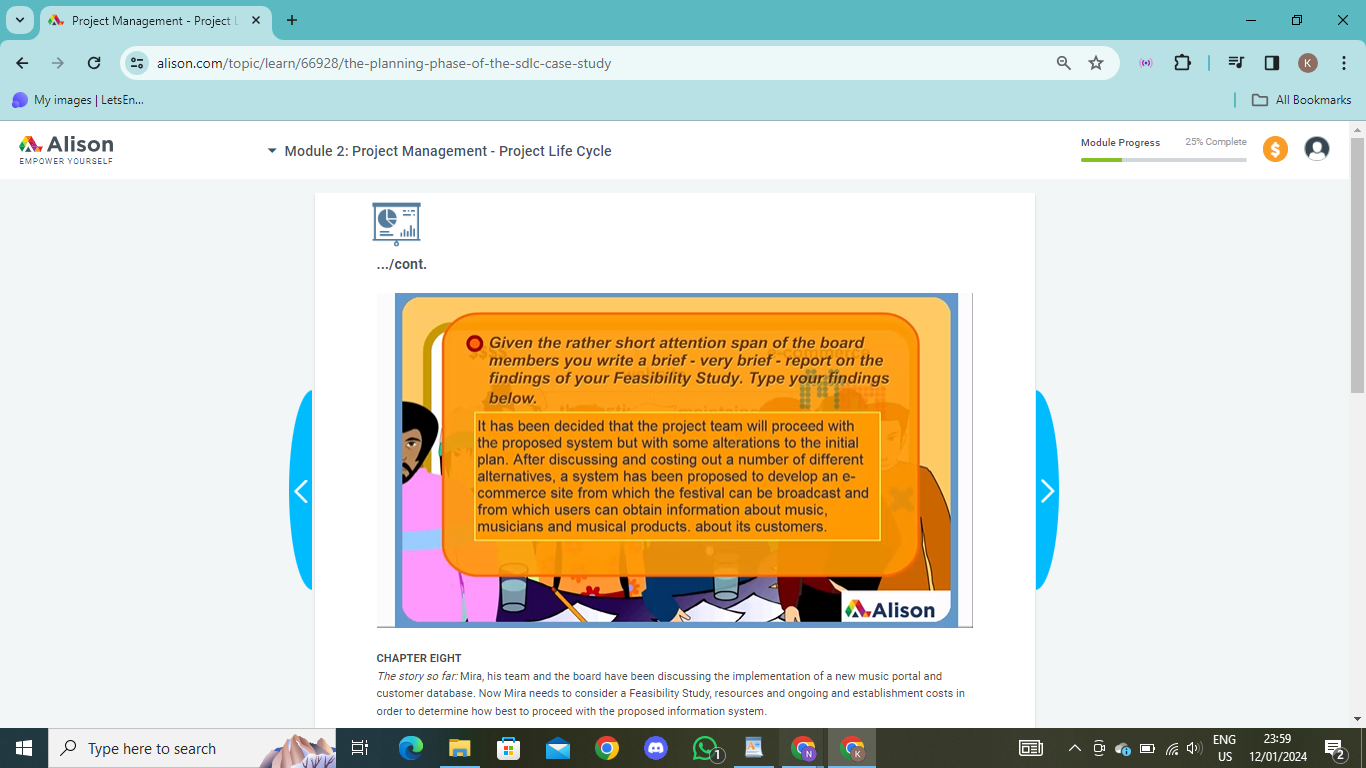 Project Management - Project L
alison.com/topic/learn/66928/the-planning-phase-of-the-sdlc-case-study
K
My images | LetsEn...
All Bookmarks
Alison
EMPOWER YOURSELF
Module 2: Project Management - Project Life Cycle
Module Progress
25% Complete
$
.../cont.
Given the rather short attention span of the board
members you write a brief - very brief - report on the
findings of your Feasibility Study. Type your findings
below.
It has been decided that the project team will proceed with
the proposed system but with some alterations to the initial
plan. After discussing and costing out a number of different
alternatives, a system has been proposed to develop an e-
commerce site from which the festival can be broadcast and
from which users can obtain information about music,
musicians and musical products. about its customers.
Alison
CHAPTER EIGHT
The story so far: Mira, his team and the board have been discussing the implementation of a new music portal and
customer database. Now Mira needs to consider a Feasibility Study, resources and ongoing and establishment costs in
order to determine how best to proceed with the proposed information system.
Type here to search
1
N
K
ENG
US
23:59
12/01/2024
2